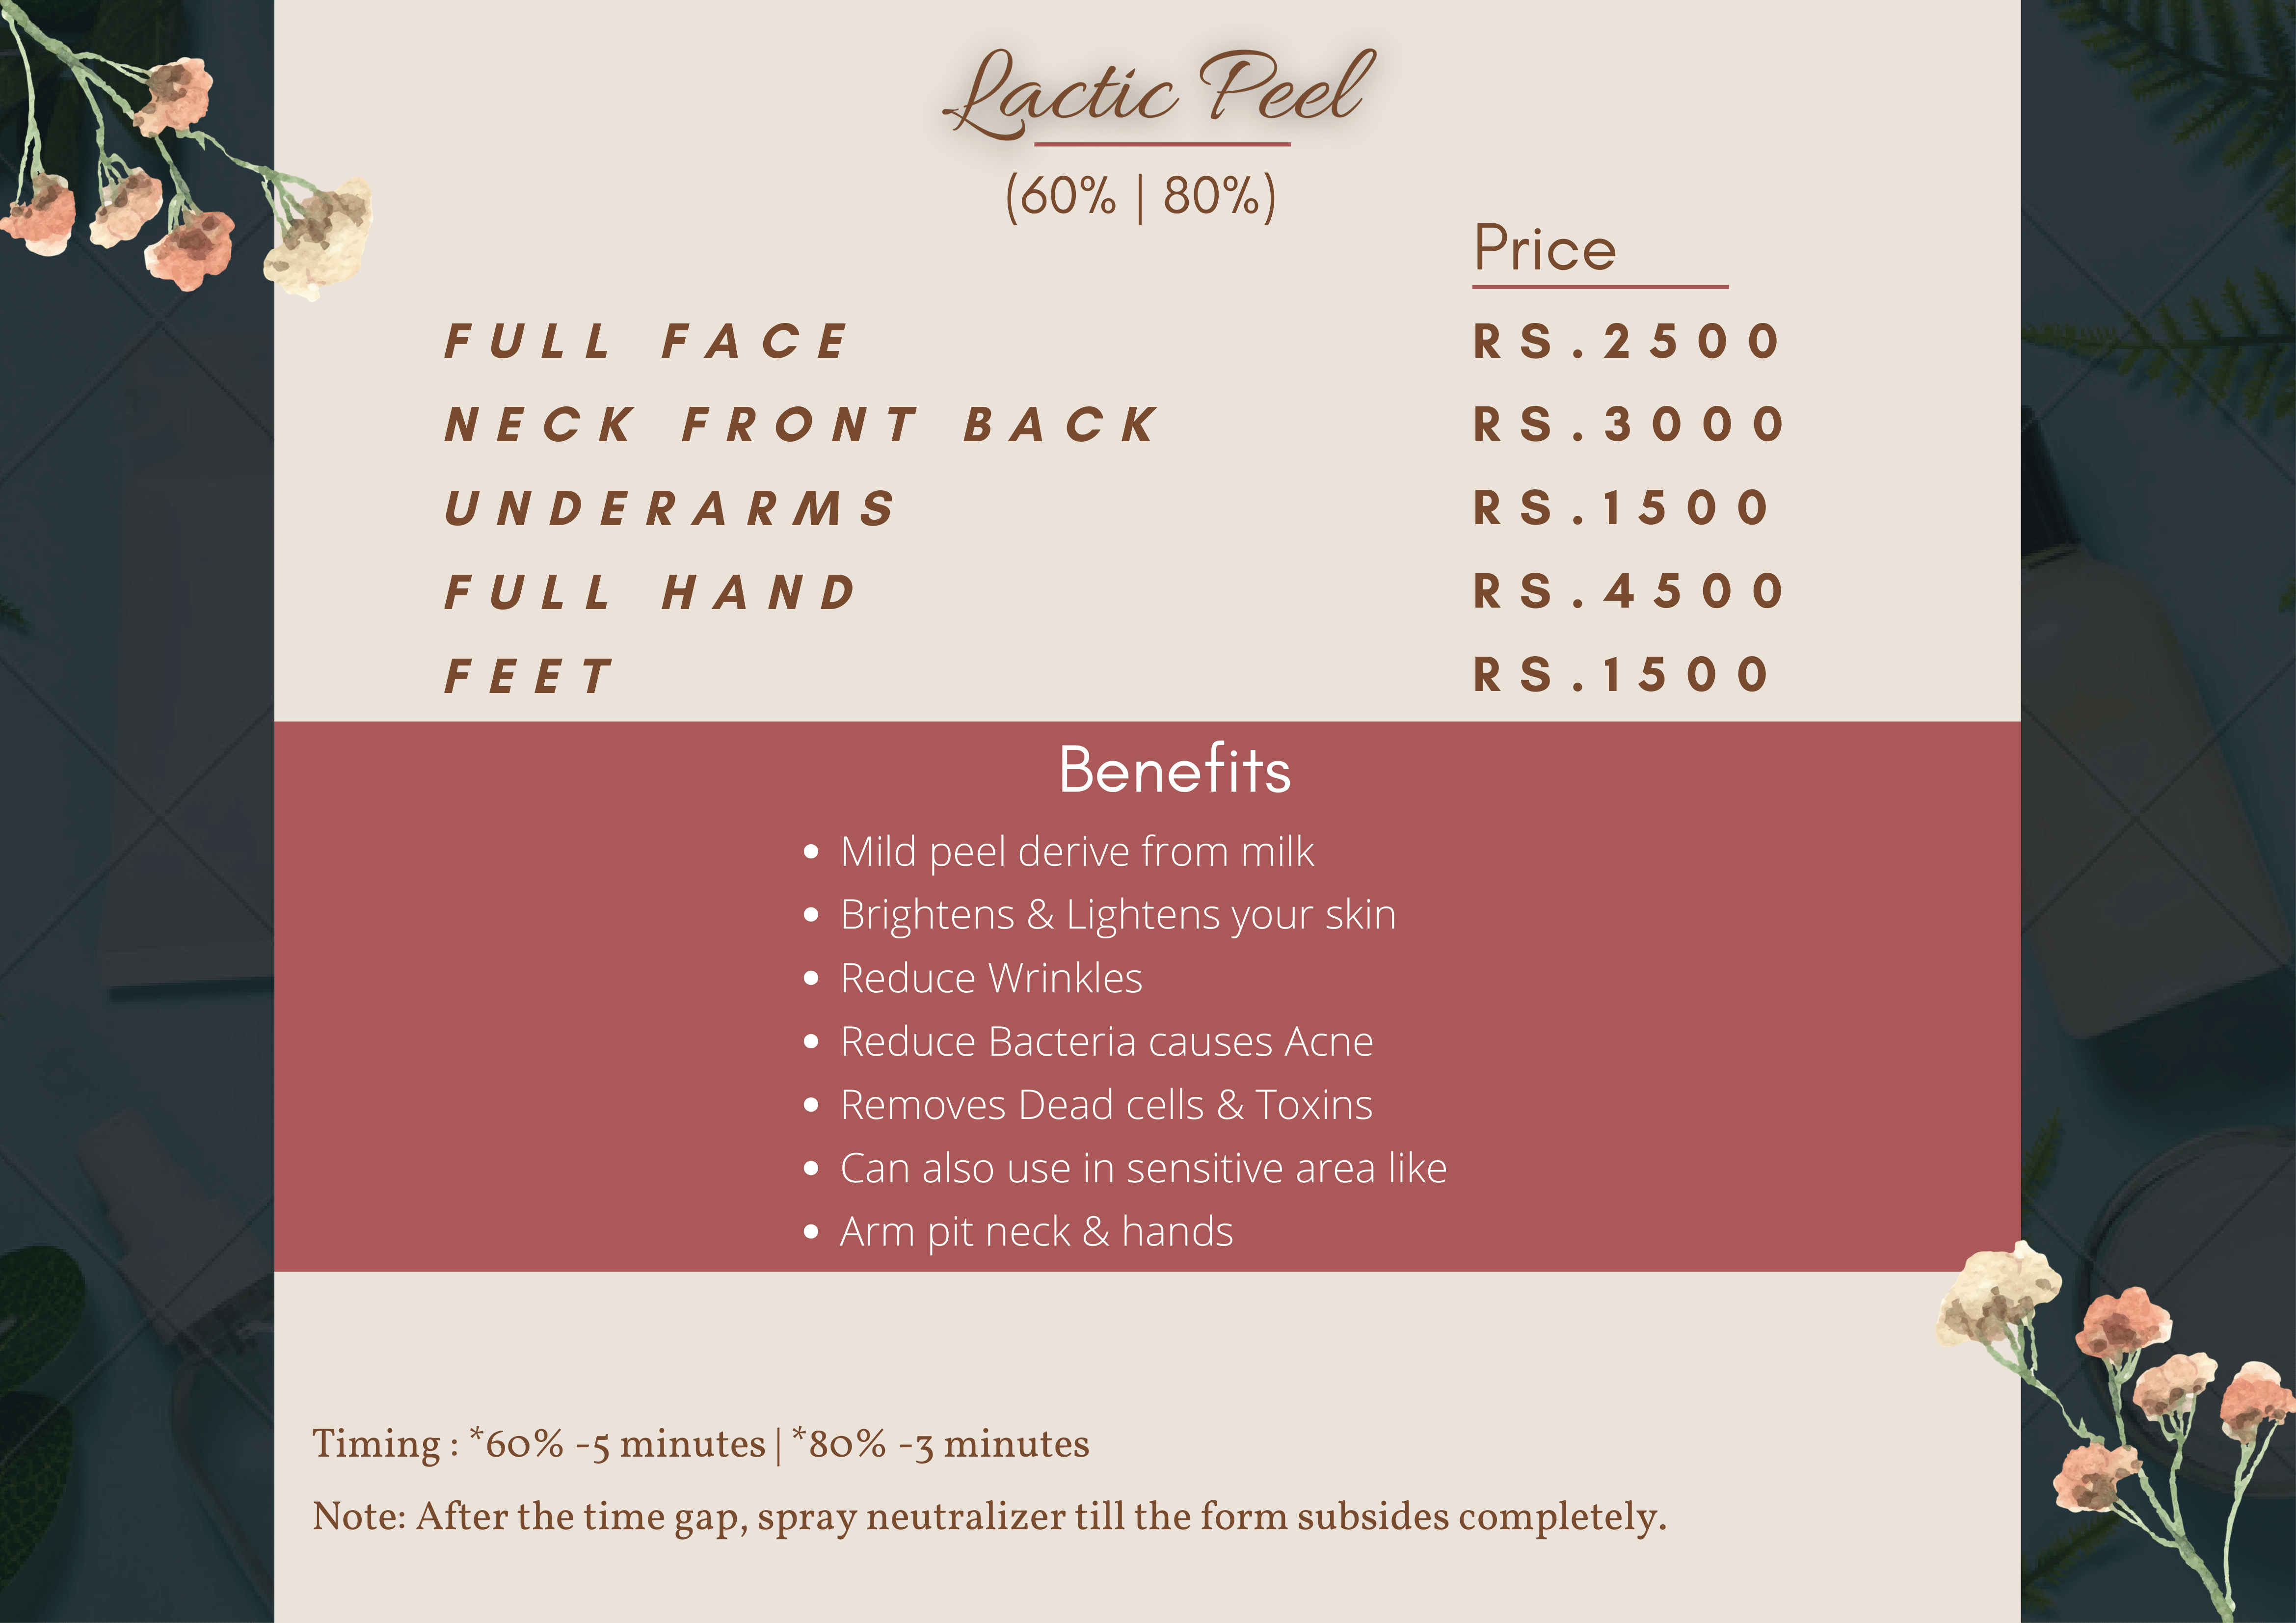 Lactic Peel
(60% | 80%)
Price
FULL FACE RS.2500
NECK FRONT BACK RS.3000
UNDERARMS RS.1500
FULL HAND RS.4500
FEET RS.1500
Benefits
• Mild peel derive from milk
• Brightens & Lightens your skin
• Reduce Wrinkles
• Reduce Bacteria causes Acne
• Removes Dead cells & Toxins
• Can also use in sensitive area like
• Arm pit neck & hands
Timing : *60% -5 minutes | *80% -3 minutes
Note: After the time gap, spray neutralizer till the form subsides completely.